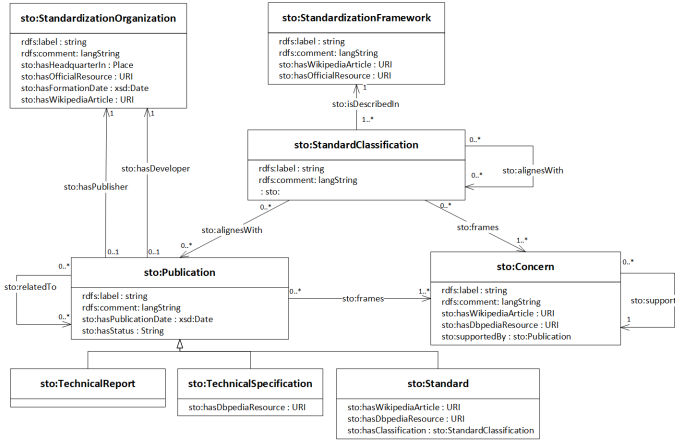 sto:StandardizationOrganization
rdfs:label : string
rdfs:comment: langString
sto:hasHeadquarterIn : Place
sto:hasOfficialResource : URI
sto:hasFormationDate : xsd:Date
sto:hasWikipediaArticle : URI
sto:StandardizationFramework
rdfs:label : string
rdfs:comment: langString
sto:hasWikipediaArticle : URI
sto:hasOfficialResource : URI
1
1
1
sto:isDescribedIn
1..*
sto:StandardClassification
rdfs:label : string
rdfs:comment: langString
: sto:
0..*
sto:alignesWith
0..*
sto:hasDeveloper
sto:hasPublisher
0..*
0..*
sto:alignesWith
sto:frames
0..1
0..1
0..*
1..*
sto:Publication
rdfs:label : string
rdfs:comment: langString
sto:hasPublicationDate : xsd:Date
sto:hasStatus : String
0..*
sto:relatedTo
0..*
0..*
sto:frames
1..*
sto:Concern
rdfs:label : string
rdfs:comment: langString
sto:hasWikipediaArticle : URI
sto:hasDbpediaResource : URI
sto:supportedBy : sto:Publication
0..*
sto:support
1
sto:TechnicalReport
sto:TechnicalSpecification
sto:hasDbpediaResource : URI
sto:Standard
sto:hasWikipediaArticle : URI
sto:hasDbpediaResource : URI
sto:hasClassification : sto:StandardClassification